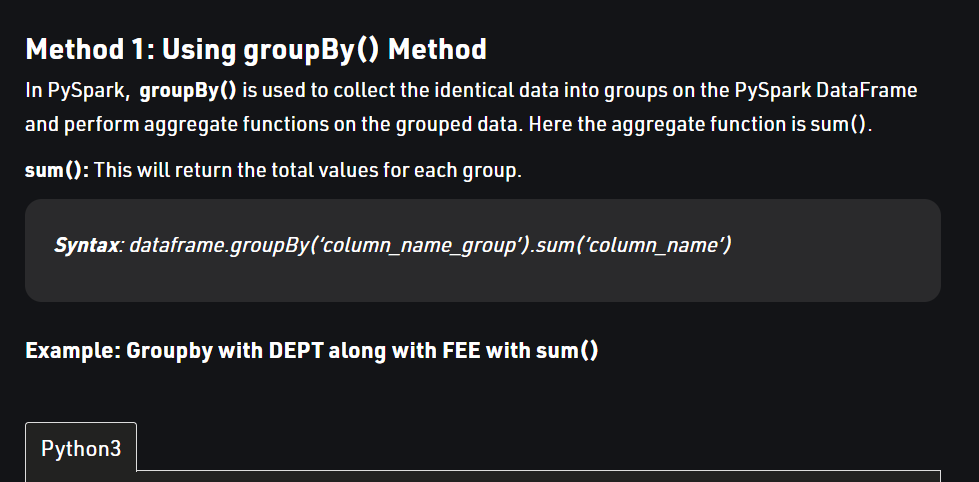 Method 1: Using groupBy() Method
In PySpark, groupBy() is used to collect the identical data into groups on the PySpark DataFrame
and perform aggregate functions on the grouped data. Here the aggregate function is sum().
sum(): This will return the total values for each group.
Syntax: dataframe.groupBy(‘column_name_group’).sum(‘column_name’)
Example: Groupby with DEPT along with FEE with sum()
Python3